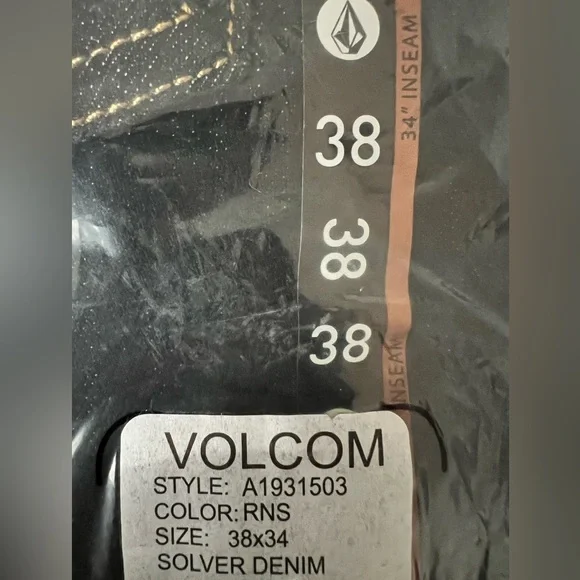 38
34" INSEAM
38
38
INSEAM
VOLCOM
STYLE: A1931503
COLOR: RNS
SIZE: 38x34
SOLVER DENIM